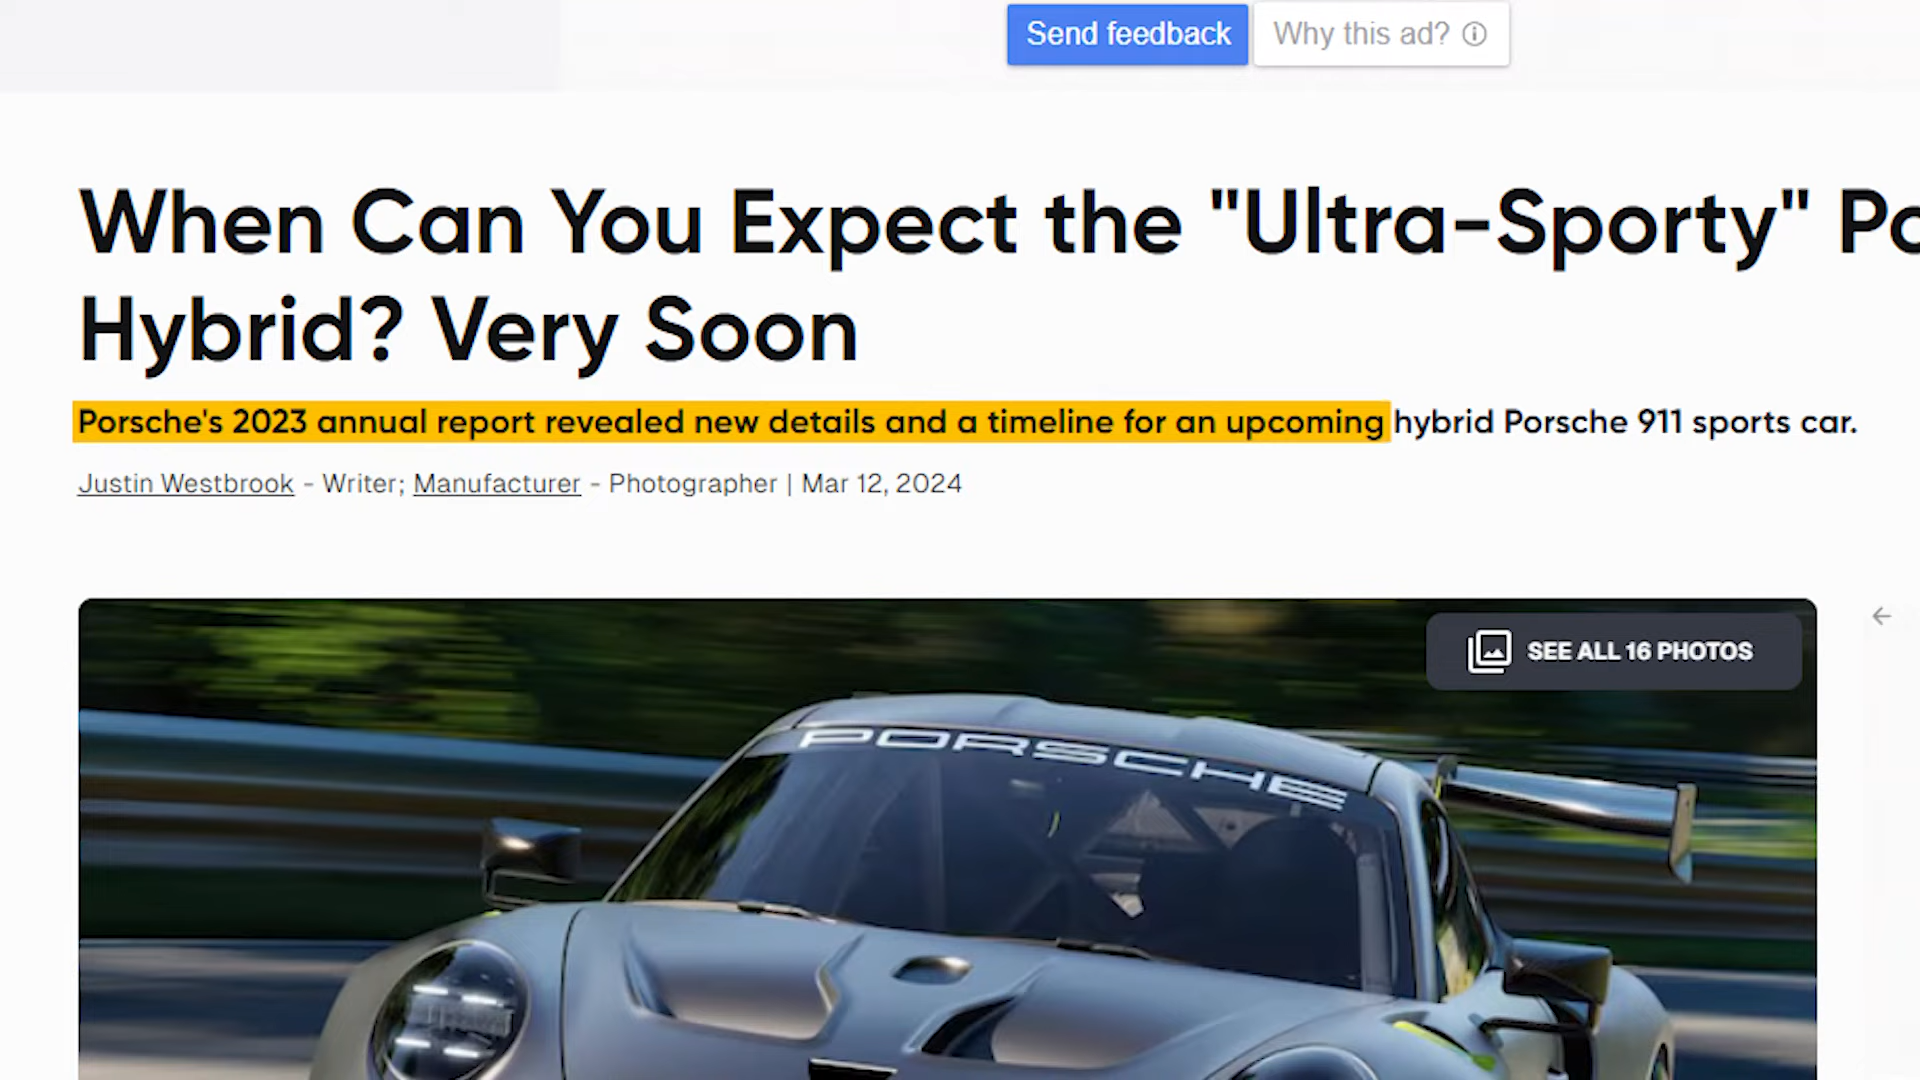 Send feedback Why this ad?
When Can You Expect the "Ultra-Sporty"
Hybrid? Very Soon
Porsche's 2023 annual report revealed new details and a timeline for an upcoming hybrid Porsche 911 sports car.
Justin Westbrook - Writer; Manufacturer - Photographer | Mar 12, 2024
SEE ALL 16 PHOTOS
PORSCHE